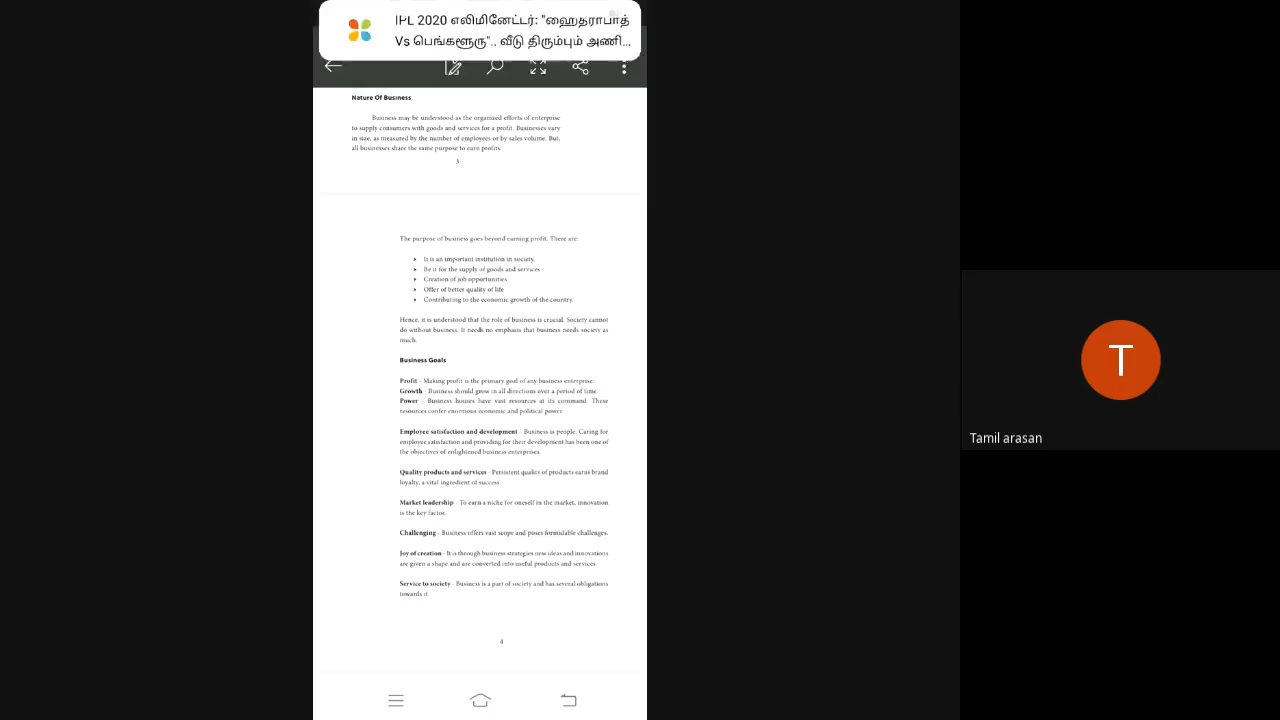 IPL 2020 எலிமினேட்டர்: "ஹைதராபாத்
Vs பெங்களூரு".. வீடு திரும்பும் அணி...
Nature Of Business
Business may be understood as the organized efforts of enterprise
to supply consumers with goods and services for a profit. Businesses vary
in size, as measured by the number of employees or by sales volume. But,
all businesses share the same purpose to earn profits.
3
The purpose of business goes beyond earning profit. There are:
‣ It is an important institution in society.
‣ Be it for the supply of goods and services
‣ Creation of job opportunities
‣ Offer of better quality of life
‣ Contributing to the economic growth of the country.
Hence, it is understood that the role of business is crucial. Society cannot
do without business. It needs no emphasis that business needs society as
much.
Business Goals
Profit - Making profit is the primary goal of any business enterprise.
Growth - Business should grow in all directions over a period of time.
Power - Business houses have vast resources at its command. These
resources confer enormous economic and political power.
Employee satisfaction and development - Business is people. Caring for
employee satisfaction and providing for their development has been one of
the objectives of enlightened business enterprises.
Quality products and services - Persistent quality of products earns brand
loyalty, a vital ingredient of success.
Market leadership - To earn a niche for oneself in the market, innovation
is the key factor.
Challenging - Business offers vast scope and poses formidable challenges.
Joy of creation - It is through business strategies new ideas and innovations
are given a shape and are converted into useful products and services.
Service to society - Business is a part of society and has several obligations
towards it.
4
T
Tamil arasan